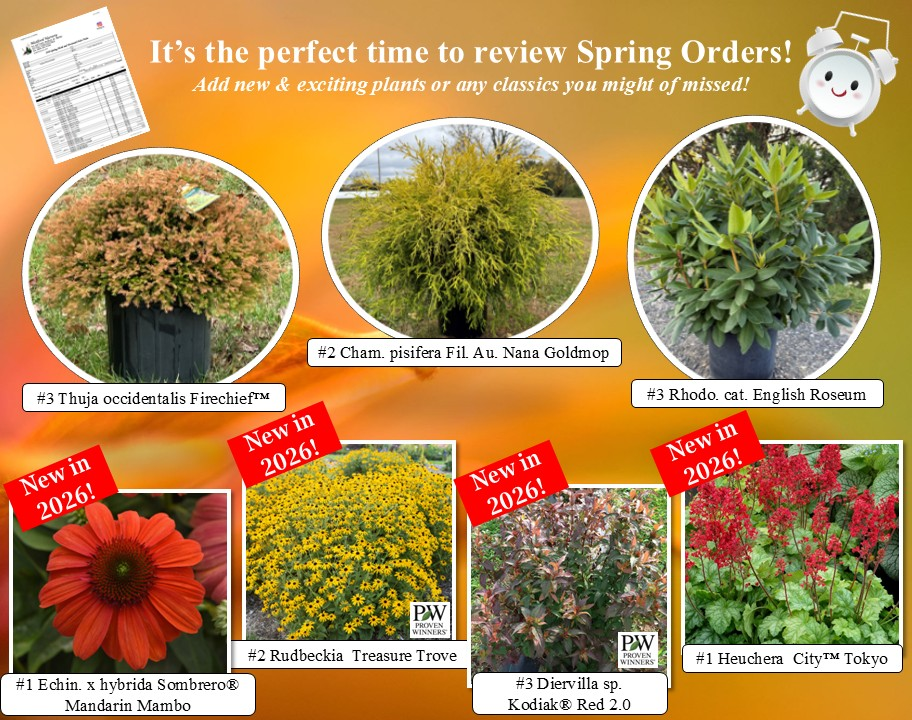 It's the perfect time to review Spring Orders!
Add new & exciting plants or any classics you might of missed!
#3 Thuja occidentalis Firechief™
#2 Cham. pisifera Fil. Au. Nana Goldmop
#3 Rhodo. cat. English Roseum
New in
2026!
New in
2026!
New in
2026!
New in
2026!
PW
PROVEN
WINNERS®
PW
PROVEN
WINNERS®
#1 Echin. x hybrida Sombrero®
Mandarin Mambo
#2 Rudbeckia Treasure Trove
#3 Diervilla sp.
Kodiak® Red 2.0
#1 Heuchera City™ Tokyo